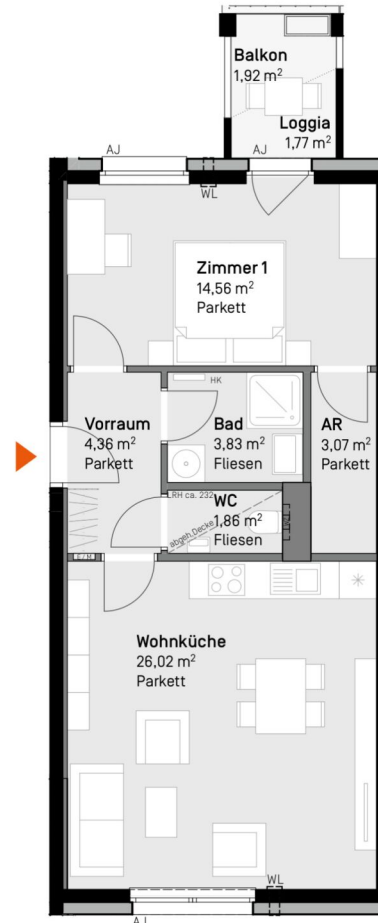 Balkon
1,92 m²
Loggia
1,77 m²
AJ
AJ
WL
Zimmer 1
14,56 m²
Parkett
HK
Vorraum
4,36 m²
Parkett
Bad
3,83 m²
Fliesen
AR
3,07 m²
Parkett
LRH ca. 232
WC
1,86 m²
Fliesen
abgeh. Decke
E/M
Wohnküche
26,02 m²
Parkett
WL
AJ